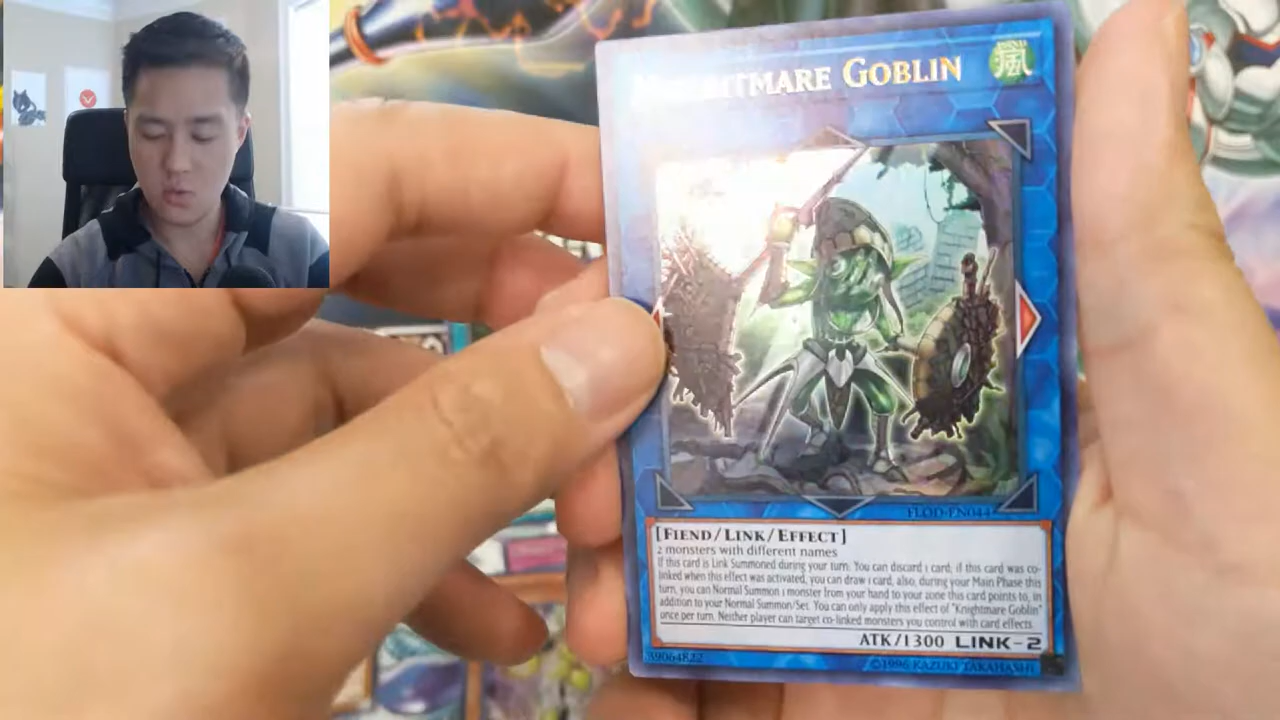 KNIGHTMARE GOBLIN
風
FLOD-EN044
[FIEND/LINK/EFFECT]
2 monsters with different names
If this card is Link Summoned during your turn: You can discard 1 card; if this card was co-
linked when this effect was activated, you can draw 1 card, also, during your Main Phase this
turn, you can Normal Summon 1 monster from your hand to your zone this card points to, in
addition to your Normal Summon/Set. You can only apply this effect of "Knightmare Goblin"
once per turn. Neither player can target co-linked monsters you control with card effects.
ATK/1300 LINK-2
©1996 KAZUKI TAKAHASHI